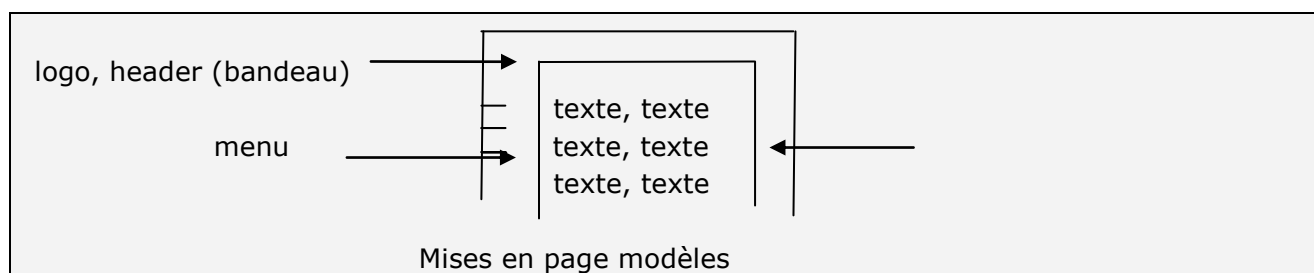 logo, header (bandeau)
texte, texte
menu
texte, texte
texte, texte
Mises en page modèles